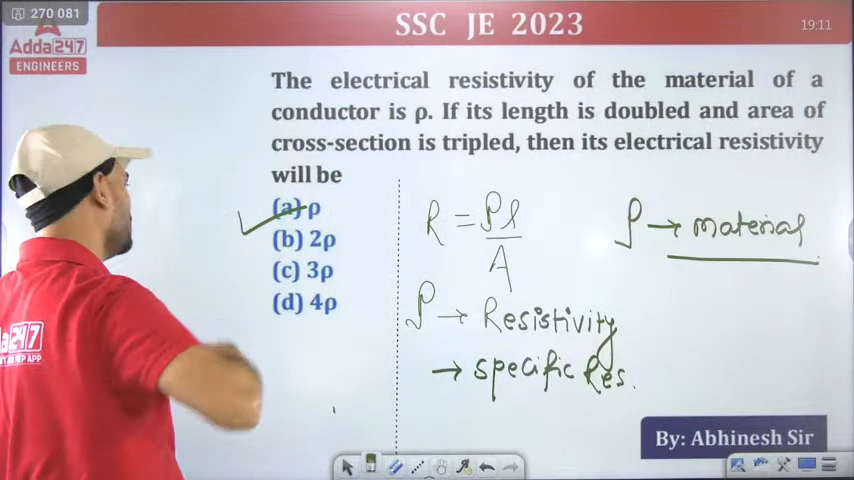 270 081
Adda247
ENGINEERS
SSC JE 2023
19:11
The electrical resistivity of the material of a
conductor is ρ. If its length is doubled and area of
cross-section is tripled, then its electrical resistivity
will be
(a) ρ
(b) 2ρ
(c) 3ρ
(d) 4ρ
R = ρl/A
ρ → material
ρ → Resistivity
→ specific Res.
a247
By: Abhinesh Sir